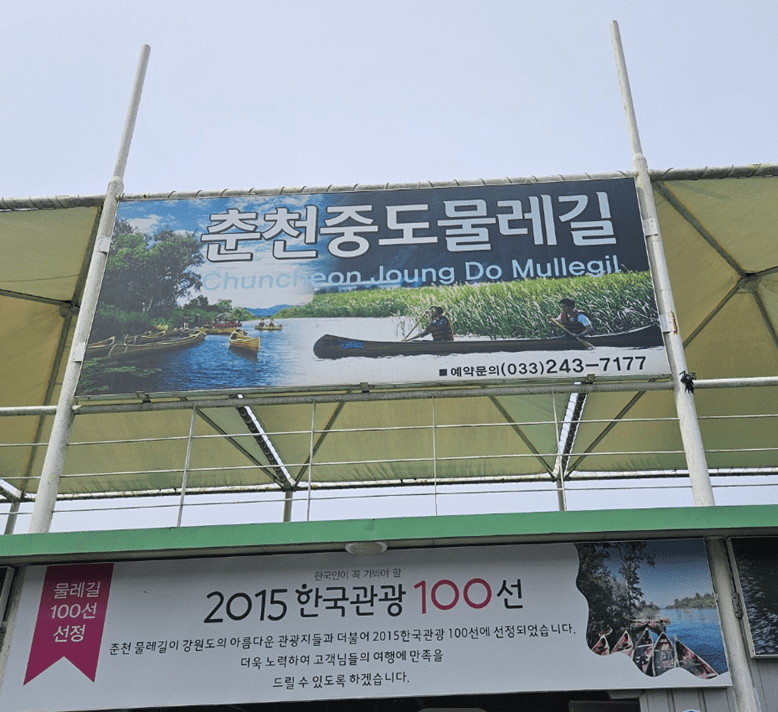 춘천중도물레길
Chuncheon Joung Do Mullegil
■ 예약문의(033)243-7177
물레길
100선
선정
한국인이 꼭 가봐야 할
2015 한국관광 100선
춘천 물레길이 강원도의 아름다운 관광지들과 더불어 2015한국관광 100선에 선정되었습니다.
더욱 노력하여 고객님들의 여행에 만족을
드릴 수 있도록 하겠습니다.